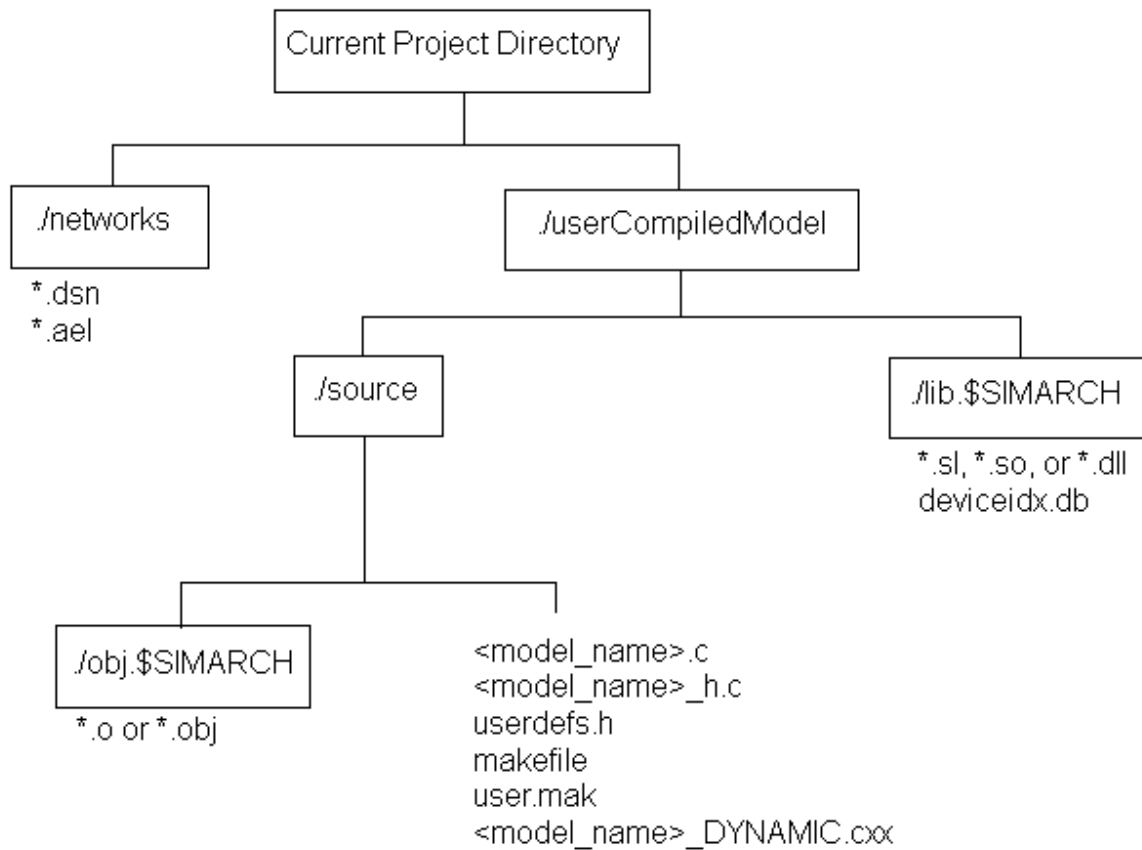 Current Project Directory
./networks
./userCompiledModel
*.dsn
*.ael
./source
./lib.$SIMARCH
*.sl, *.so, or *.dll
deviceidx.db
./obj.$SIMARCH
*.o or *.obj
<model_name>.c
<model_name>_h.c
userdefs.h
makefile
user.mak
<model_name>_DYNAMIC.cxx